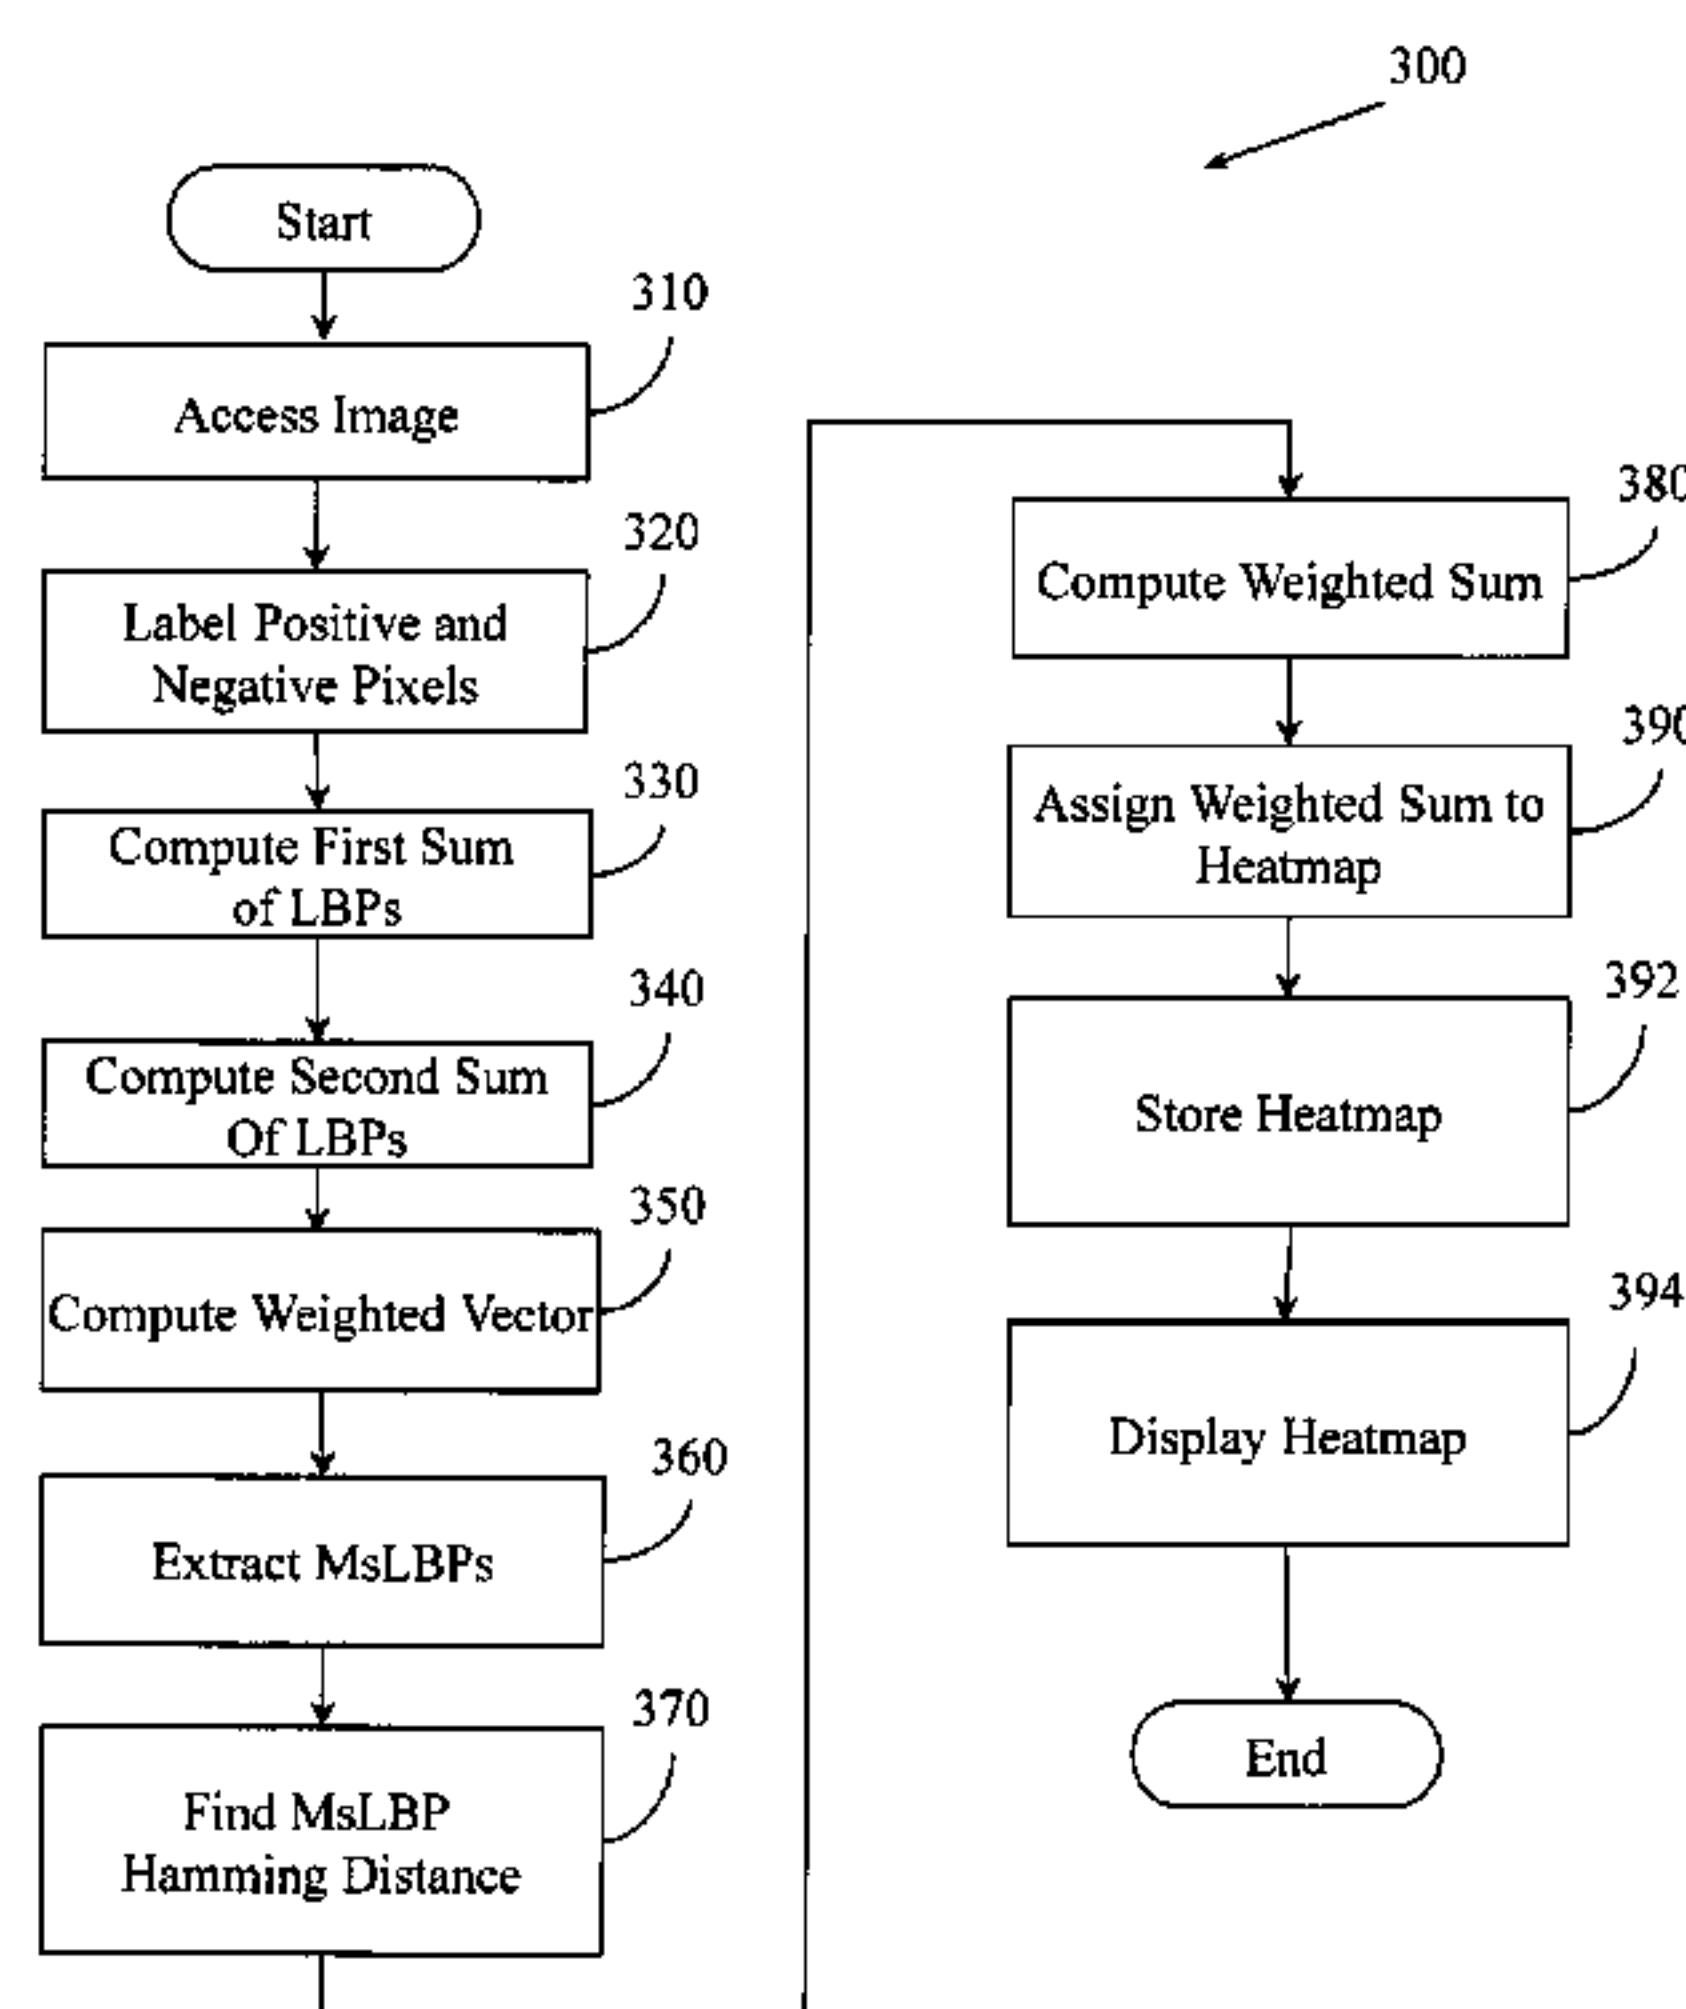 300
Start
310
Access Image
320
Label Positive and
Negative Pixels
330
Compute First Sum
of LBPs
340
Compute Second Sum
Of LBPs
350
Compute Weighted Vector
360
Extract MsLBPs
370
Find MsLBP
Hamming Distance
380
Compute Weighted Sum
390
Assign Weighted Sum to
Heatmap
392
Store Heatmap
394
Display Heatmap
End